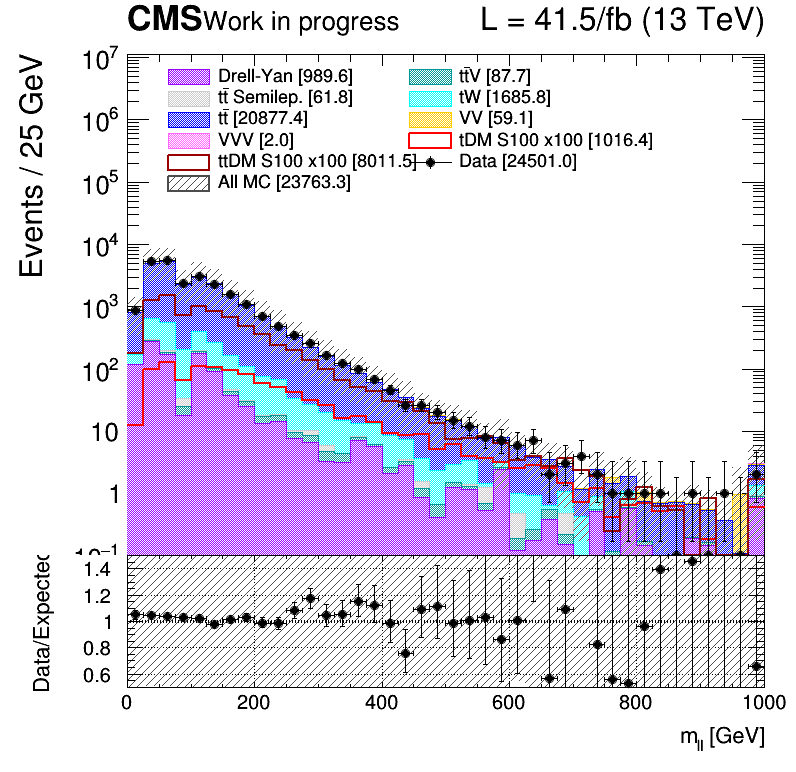 CMS Work in progress L = 41.5/fb (13 TeV)
Events / 25 GeV
10⁷
10⁶
10⁵
10⁴
10³
10²
10
1
10⁻¹
Drell-Yan [989.6] tt̄V [87.7]
tt̄ Semilep. [61.8] tW [1685.8]
tt̄ [20877.4] VV [59.1]
VVV [2.0] tDM S100 x100 [1016.4]
ttDM S100 x100 [8011.5] Data [24501.0]
All MC [23763.3]
Data/Expected
1.4
1.2
1
0.8
0.6
0 200 400 600 800 1000
m_ll [GeV]